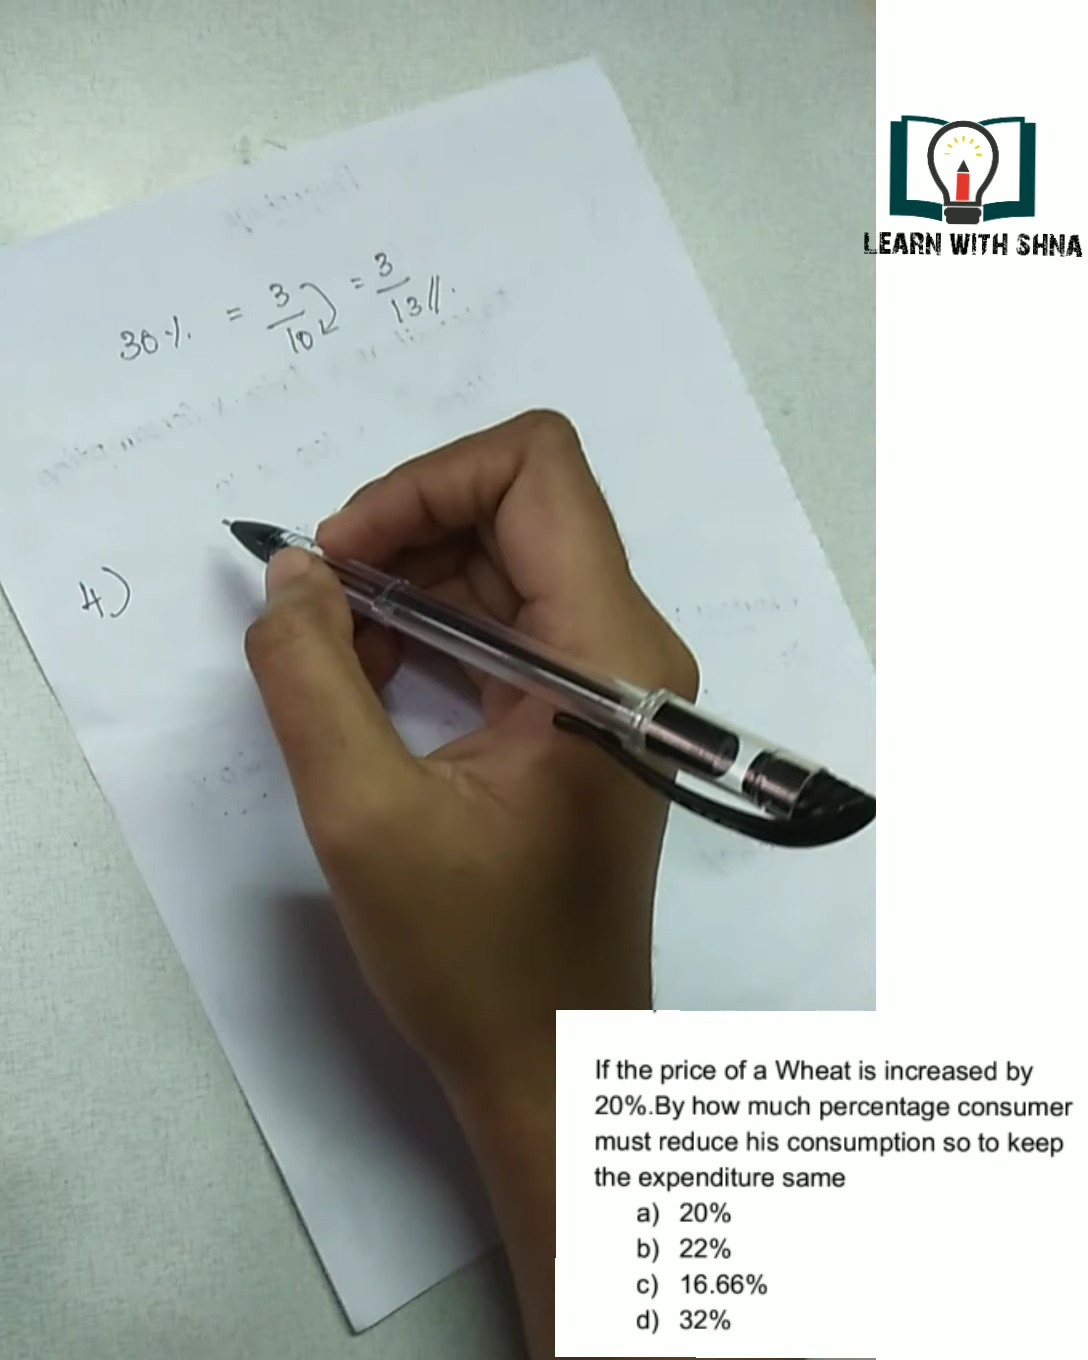 LEARN WITH SHNA
30% = 3/10 = 3/13//.
4)
If the price of a Wheat is increased by
20%.By how much percentage consumer
must reduce his consumption so to keep
the expenditure same
a) 20%
b) 22%
c) 16.66%
d) 32%